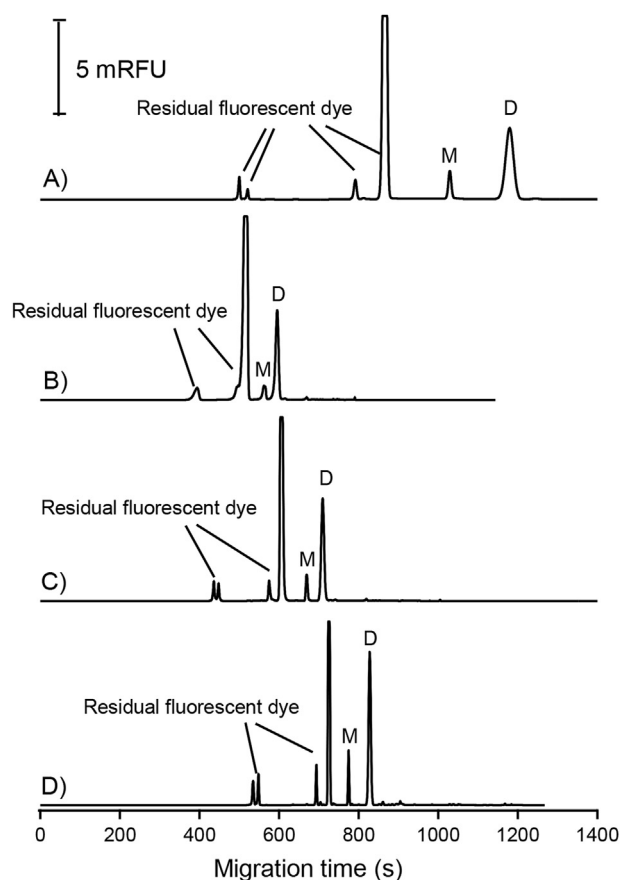 5 mRFU
Residual fluorescent dye
D
M
A)
Residual fluorescent dye
D
M
B)
Residual fluorescent dye
D
M
C)
Residual fluorescent dye
D
M
D)
0 200 400 600 800 1000 1200 1400
Migration time (s)